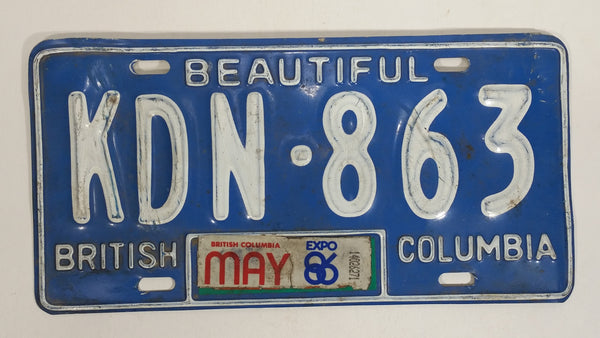 BEAUTIFUL
KDN·863
BRITISH COLUMBIA
BRITISH COLUMBIA EXPO
MAY 86